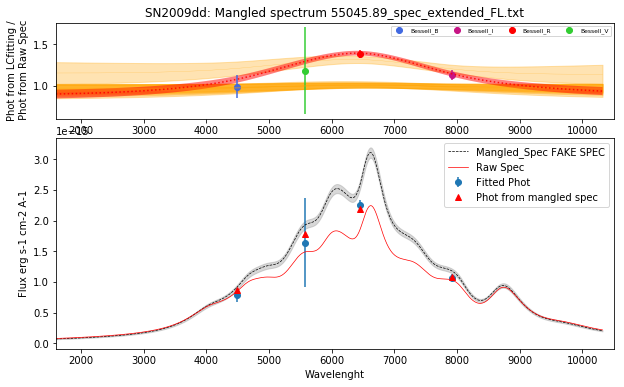 SN2009dd: Mangled spectrum 55045.89_spec_extended_FL.txt
Phot from LCfitting /
Phot from Raw Spec
1.5
1.0
Bessell_B
Bessell_I
Bessell_R
Bessell_V
2000 3000 4000 5000 6000 7000 8000 9000 10000
Flux erg s-1 cm-2 A-1
3.0
2.5
2.0
1.5
1.0
0.5
0.0
Mangled_Spec FAKE SPEC
Raw Spec
Fitted Phot
Phot from mangled spec
2000 3000 4000 5000 6000 7000 8000 9000 10000
Wavelenght